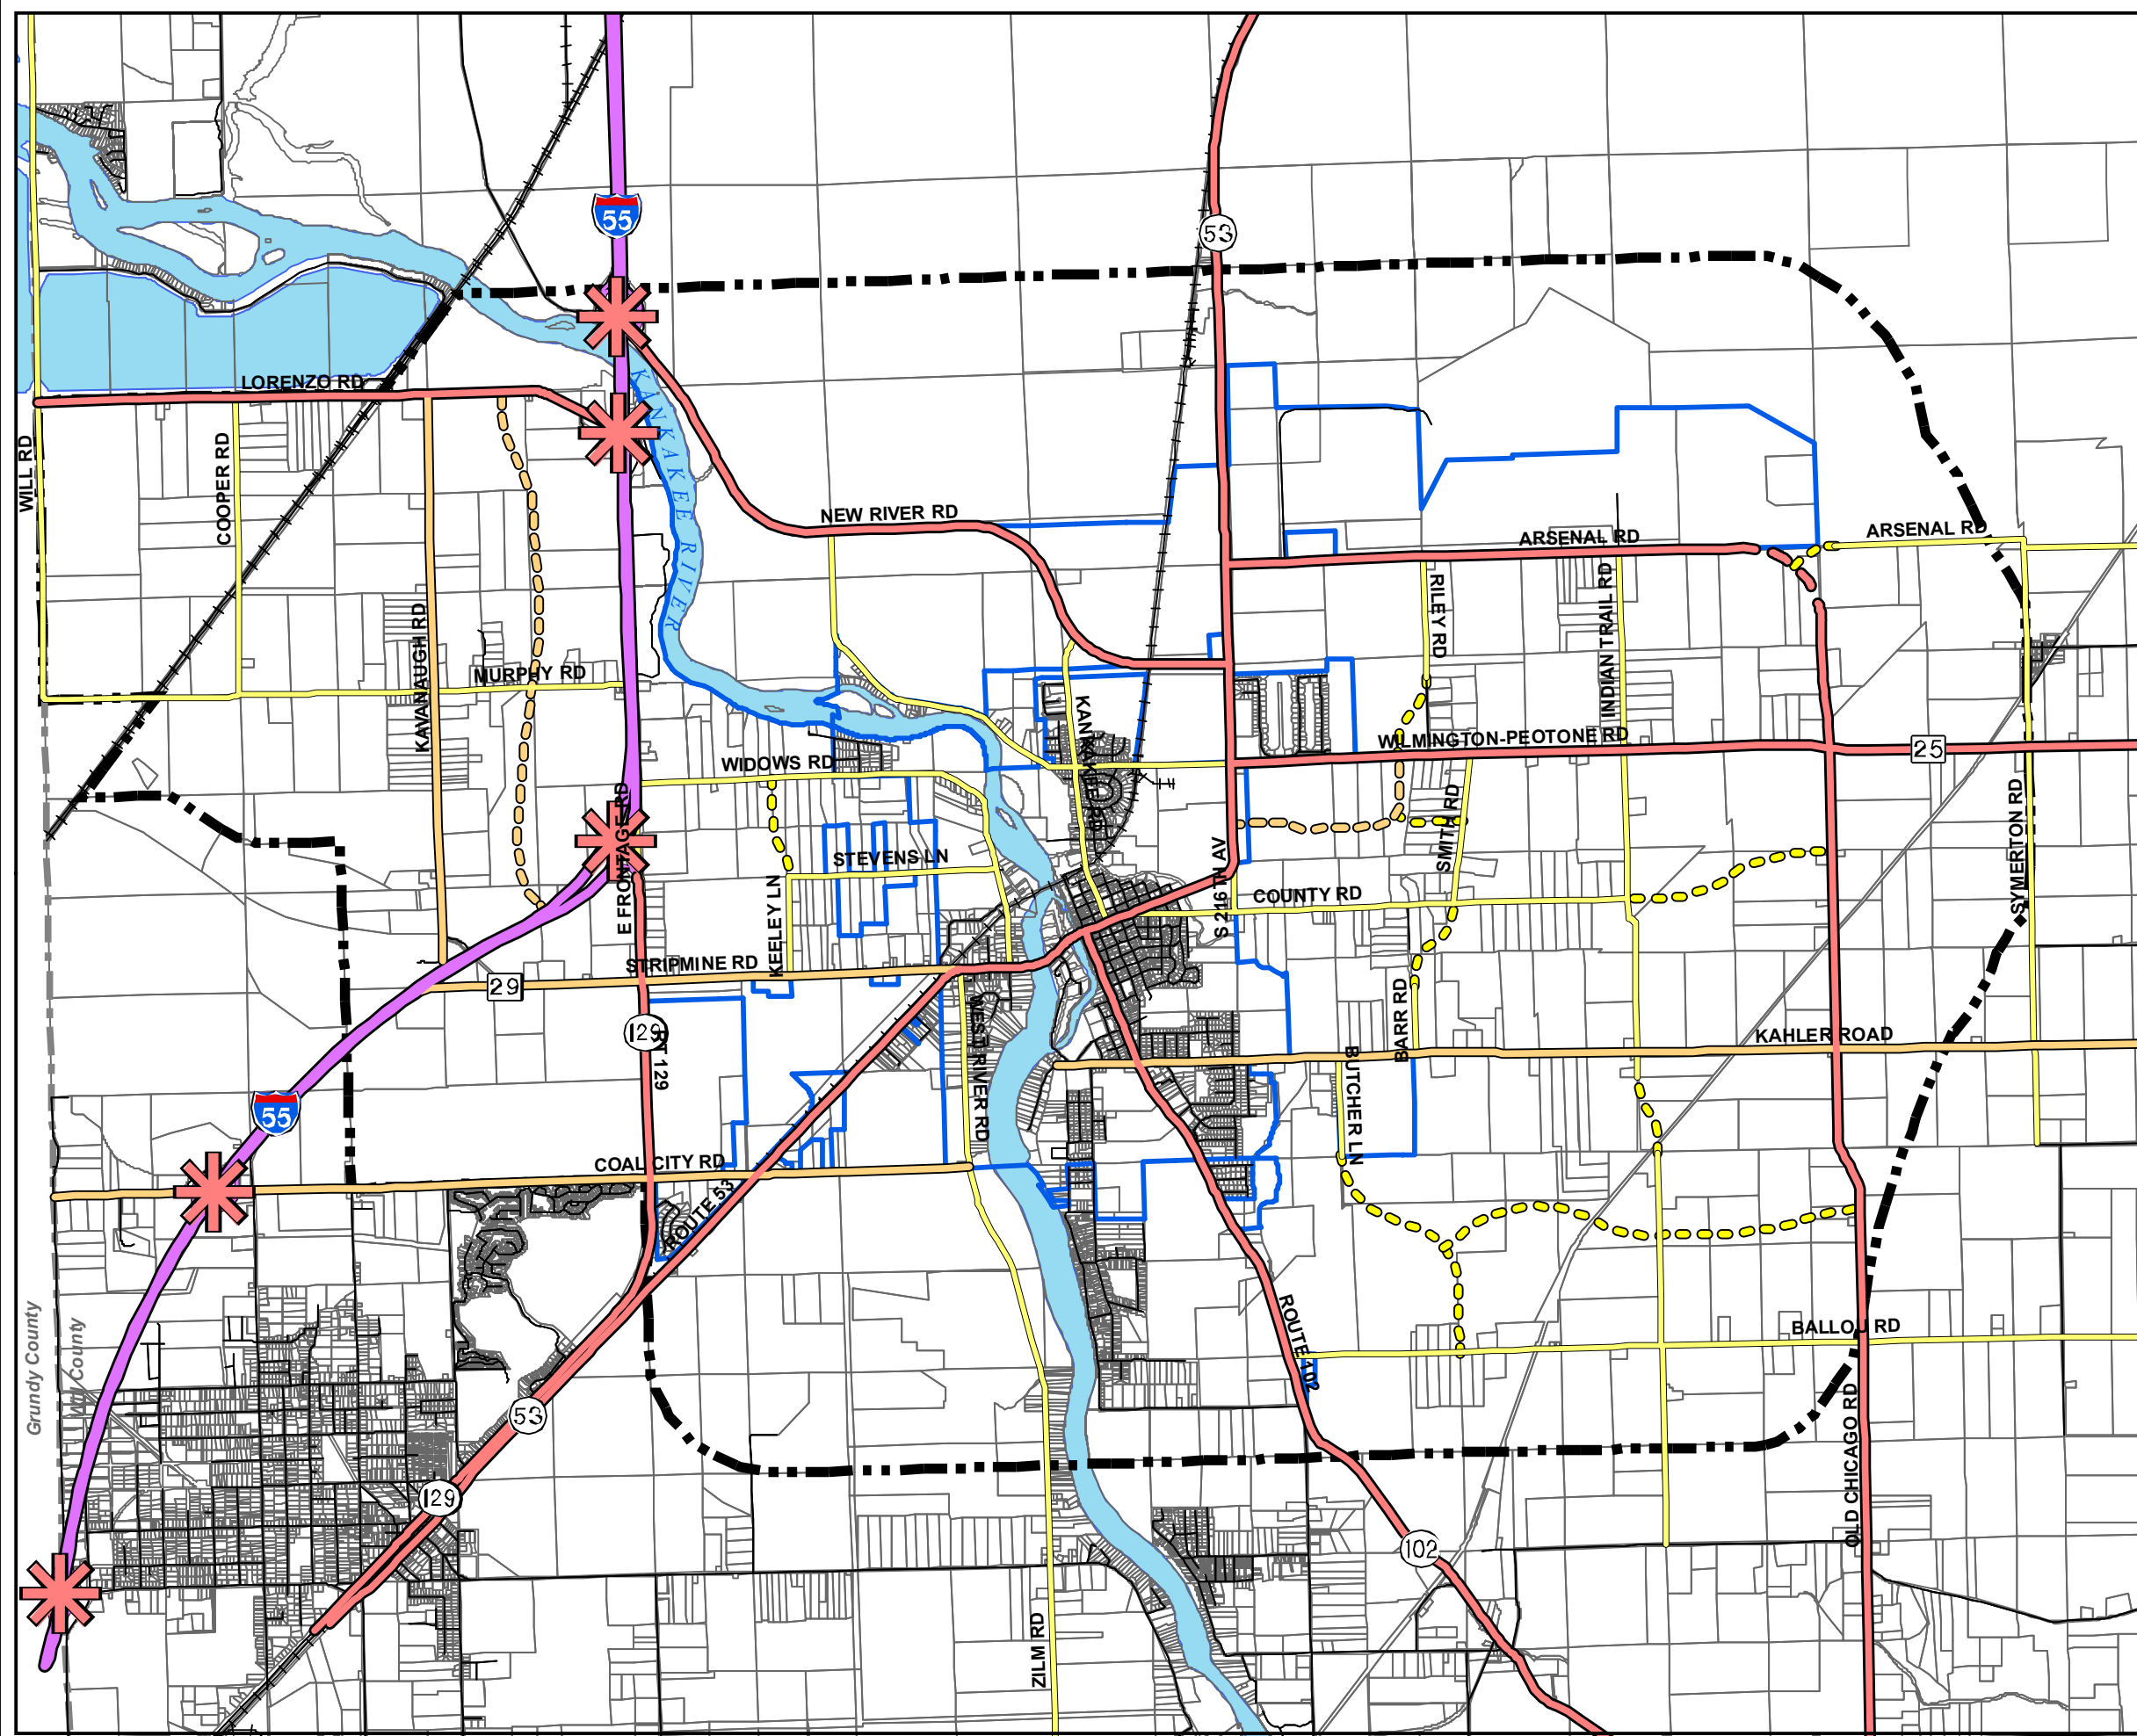 55
53
LORENZO RD
KANKAKEE RIVER
WILL RD
COOPER RD
NEW RIVER RD
ARSENAL RD
ARSENAL RD
RILEY RD
INDIAN TRAIL RD
KAVANAUGH RD
MURPHY RD
KANKAKEE RD
WILMINGTON-PEOTONE RD
25
WIDOWS RD
E FRONTAGE RD
SMITH RD
SYMERTON RD
STEVENS LN
S 216TH AV
COUNTY RD
KEELEY LN
STRIPMINE RD
29
129
RT 129
WEST RIVER RD
BARR RD
KAHLER ROAD
BUTCHER LN
55
COAL CITY RD
ROUTE 53
Grundy County
Will County
ROUTE 102
BALLOU RD
53
OLD CHICAGO RD
129
102
ZILM RD